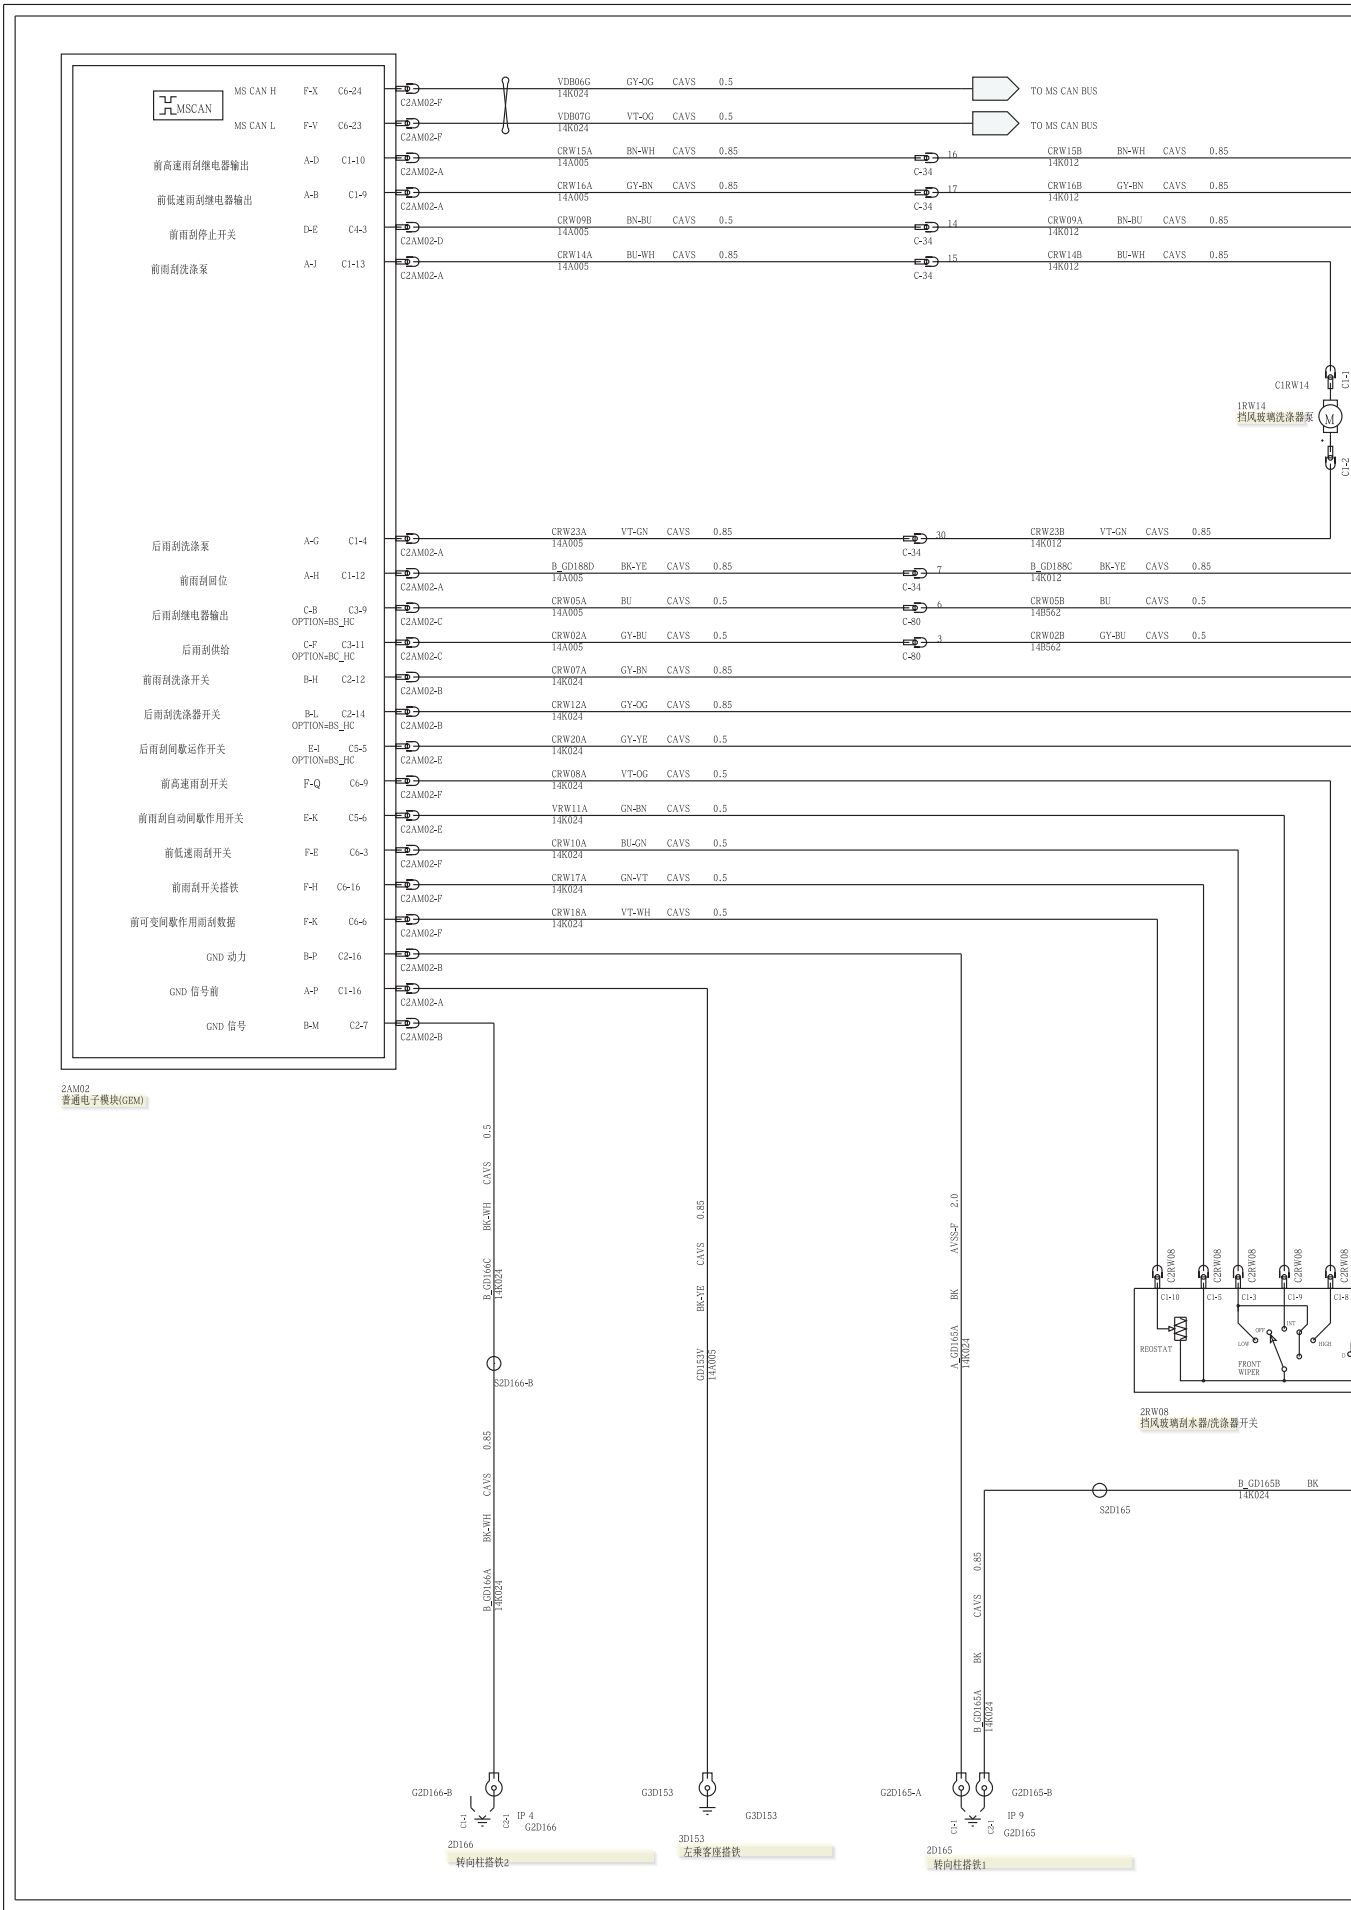 MSCAN
MS CAN H F-X C6-24 C2AM02-F VDB06G GY-OG CAVS 0.5 14K024 TO MS CAN BUS
MS CAN L F-V C6-23 C2AM02-F VDB07G VT-OG CAVS 0.5 14K024 TO MS CAN BUS
前高速雨刮继电器输出 A-D C1-10 C2AM02-A CRW15A BN-WH CAVS 0.85 14A005 16 C-34 CRW15B BN-WH CAVS 0.85 14K012
前低速雨刮继电器输出 A-B C1-9 C2AM02-A CRW16A GY-BN CAVS 0.85 14A005 17 C-34 CRW16B GY-BN CAVS 0.85 14K012
前雨刮停止开关 D-E C4-3 C2AM02-D CRW09B BN-BU CAVS 0.5 14A005 14 C-34 CRW09A BN-BU CAVS 0.85 14K012
前雨刮洗涤泵 A-J C1-13 C2AM02-A CRW14A BU-WH CAVS 0.85 14A005 15 C-34 CRW14B BU-WH CAVS 0.85 14K012
C1RW14 C1-1
1RW14
挡风玻璃洗涤器泵 M
C1-2
后雨刮洗涤泵 A-G C1-4 C2AM02-A CRW23A VT-GN CAVS 0.85 14A005 30 C-34 CRW23B VT-GN CAVS 0.85 14K012
前雨刮回位 A-H C1-12 C2AM02-A B_GD188D BK-YE CAVS 0.85 14A005 7 C-34 B_GD188C BK-YE CAVS 0.85 14K012
后雨刮继电器输出 C-B C3-9 OPTION=BS_HC C2AM02-C CRW05A BU CAVS 0.5 14A005 6 C-80 CRW05B BU CAVS 0.5 14B562
后雨刮供给 C-F C3-11 OPTION=BC_HC C2AM02-C CRW02A GY-BU CAVS 0.5 14A005 3 C-80 CRW02B GY-BU CAVS 0.5 14B562
前雨刮洗涤开关 B-H C2-12 C2AM02-B CRW07A GY-BN CAVS 0.85 14K024
后雨刮洗涤器开关 B-L C2-14 OPTION=BS_HC C2AM02-B CRW12A GY-OG CAVS 0.85 14K024
后雨刮间歇运作开关 E-I C5-5 OPTION=BS_HC C2AM02-E CRW20A GY-YE CAVS 0.5 14K024
前高速雨刮开关 F-Q C6-9 C2AM02-F CRW08A VT-OG CAVS 0.5 14K024
前雨刮自动间歇作用开关 E-K C5-6 C2AM02-E VRW11A GN-BN CAVS 0.5 14K024
前低速雨刮开关 F-E C6-3 C2AM02-F CRW10A BU-GN CAVS 0.5 14K024
前雨刮开关搭铁 F-H C6-16 C2AM02-F CRW17A GN-VT CAVS 0.5 14K024
前可变间歇作用雨刮数据 F-K C6-6 C2AM02-F CRW18A VT-WH CAVS 0.5 14K024
GND 动力 B-P C2-16 C2AM02-B
GND 信号前 A-P C1-16 C2AM02-A
GND 信号 B-M C2-7 C2AM02-B
2AM02
普通电子模块(GEM)
B_GD166C BK-WH CAVS 0.5
14K024
S2D166-B
B_GD166A BK-WH CAVS 0.85
14K024
GD153V BK-YE CAVS 0.85
14A005
A_GD165A BK AVSS-F 2.0
14K024
B_GD165A BK CAVS 0.85
14K024
C2RW08 C2RW08 C2RW08 C2RW08 C2RW08
C1-10 C1-5 C1-3 C1-9 C1-8
REOSTAT LOW OFF INT HIGH D
FRONT
WIPER
2RW08
挡风玻璃刮水器/洗涤器开关
S2D165 B_GD165B BK
14K024
G2D166-B C1-1 C2-1 IP 4
G2D166
2D166
转向柱搭铁2
G3D153 G3D153
3D153
左乘客座搭铁
G2D165-A G2D165-B C1-1 C2-1 IP 9
G2D165
2D165
转向柱搭铁1